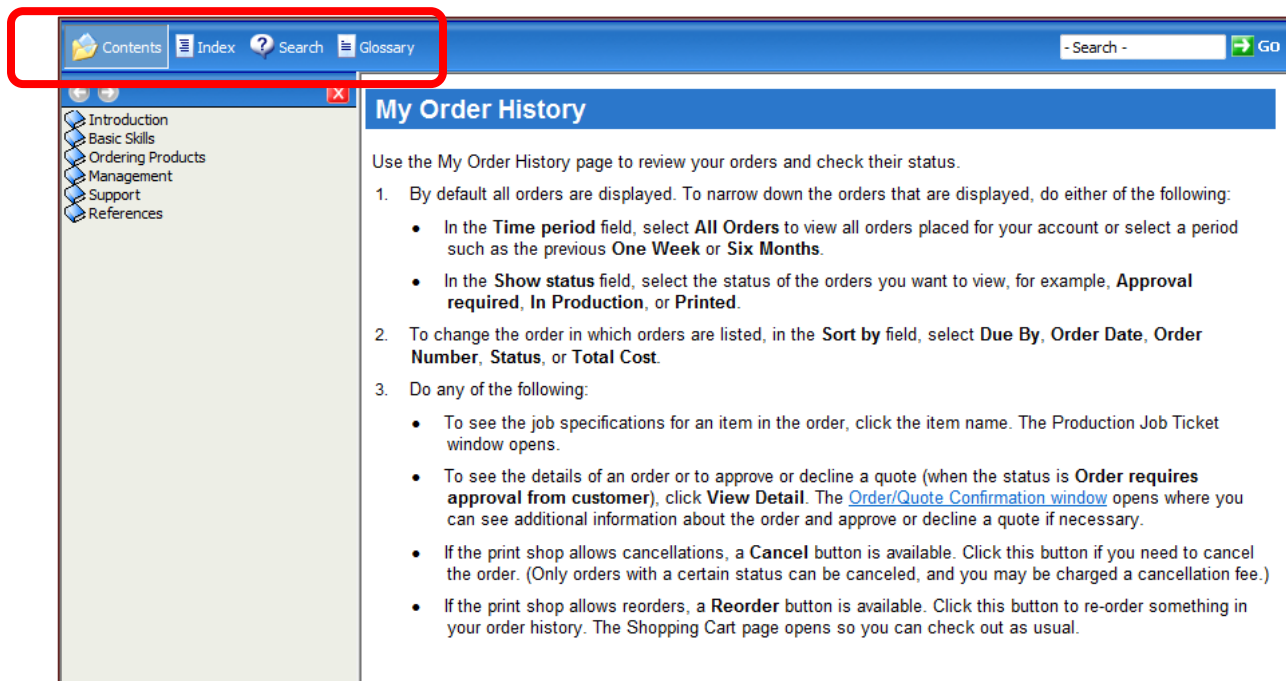 Contents Index Search Glossary - Search - Go
Introduction
Basic Skills
Ordering Products
Management
Support
References
My Order History
Use the My Order History page to review your orders and check their status.
1. By default all orders are displayed. To narrow down the orders that are displayed, do either of the following:
• In the Time period field, select All Orders to view all orders placed for your account or select a period
such as the previous One Week or Six Months.
• In the Show status field, select the status of the orders you want to view, for example, Approval
required, In Production, or Printed.
2. To change the order in which orders are listed, in the Sort by field, select Due By, Order Date, Order
Number, Status, or Total Cost.
3. Do any of the following:
• To see the job specifications for an item in the order, click the item name. The Production Job Ticket
window opens.
• To see the details of an order or to approve or decline a quote (when the status is Order requires
approval from customer), click View Detail. The Order/Quote Confirmation window opens where you
can see additional information about the order and approve or decline a quote if necessary.
• If the print shop allows cancellations, a Cancel button is available. Click this button if you need to cancel
the order. (Only orders with a certain status can be canceled, and you may be charged a cancellation fee.)
• If the print shop allows reorders, a Reorder button is available. Click this button to re-order something in
your order history. The Shopping Cart page opens so you can check out as usual.